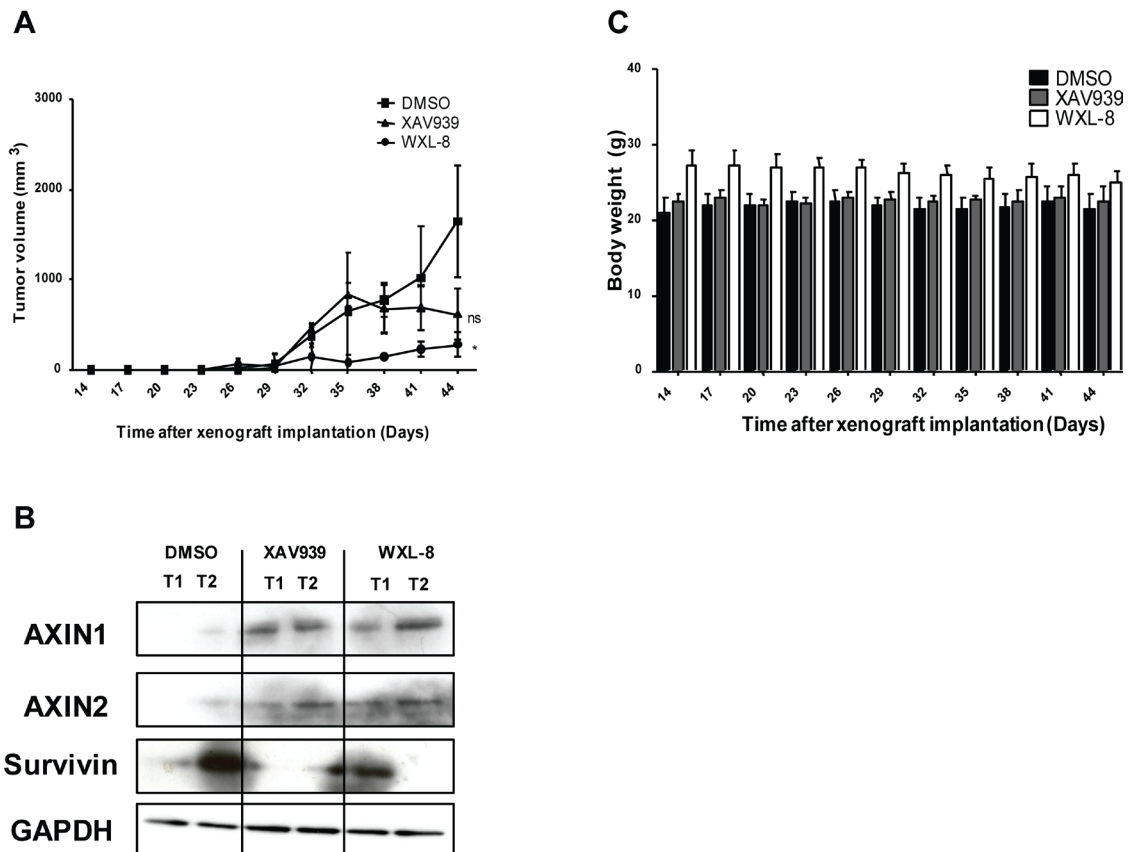 A
3000
2000
1000
0
Tumor volume (mm 3)
DMSO
XAV939
WXL-8
ns
*
14 17 20 23 26 29 32 35 38 41 44
Time after xenograft implantation (Days)
C
40
30
20
10
0
Body weight (g)
DMSO
XAV939
WXL-8
14 17 20 23 26 29 32 35 38 41 44
Time after xenograft implantation (Days)
B
DMSO XAV939 WXL-8
T1 T2 T1 T2 T1 T2
AXIN1
AXIN2
Survivin
GAPDH